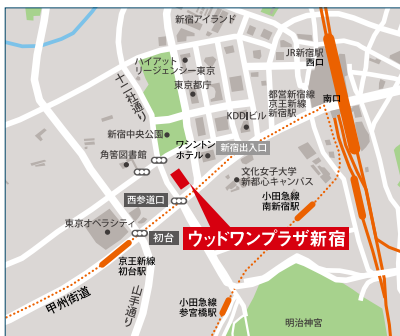 新宿アイランド
JR新宿駅
西口
ハイアット
リージェンシー東京
東京都庁
十二社通り
都営新宿線
京王新線
新宿駅
南口
KDDIビル
新宿中央公園
ワシントン
ホテル
新宿出入口
角筈図書館
文化女子大学
新都心キャンパス
西参道口
小田急線
南新宿駅
東京オペラシティ
初台
ウッドワンプラザ新宿
京王新線
初台駅
甲州街道
山手通り
小田急線
参宮橋駅
明治神宮